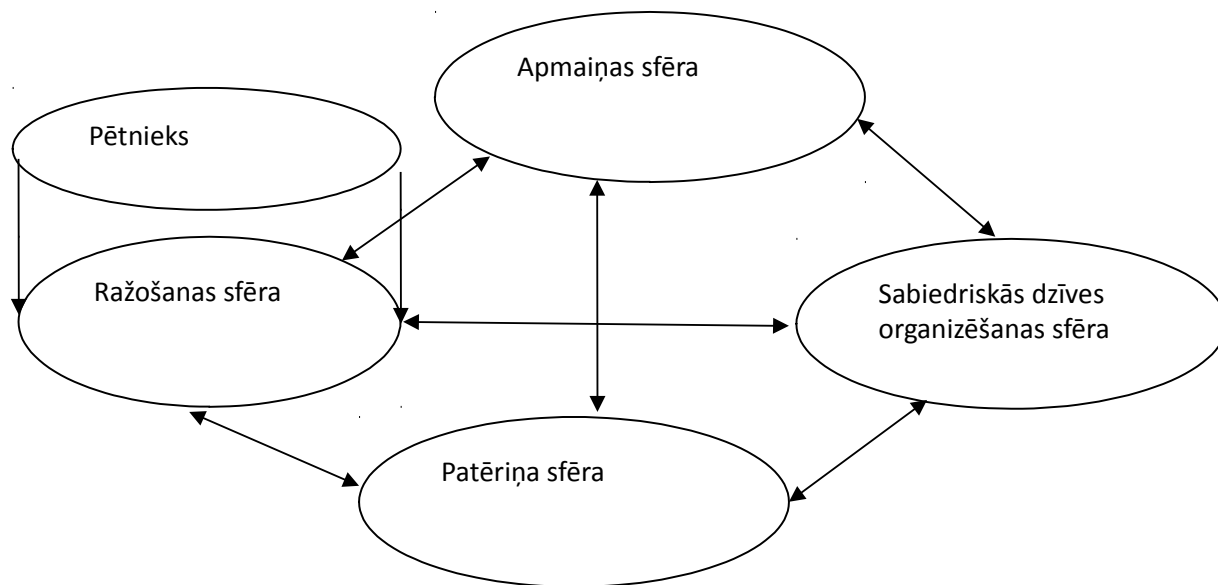 Apmaiņas sfēra
Pētnieks
Ražošanas sfēra
Sabiedriskās dzīves
organizēšanas sfēra
Patēriņa sfēra